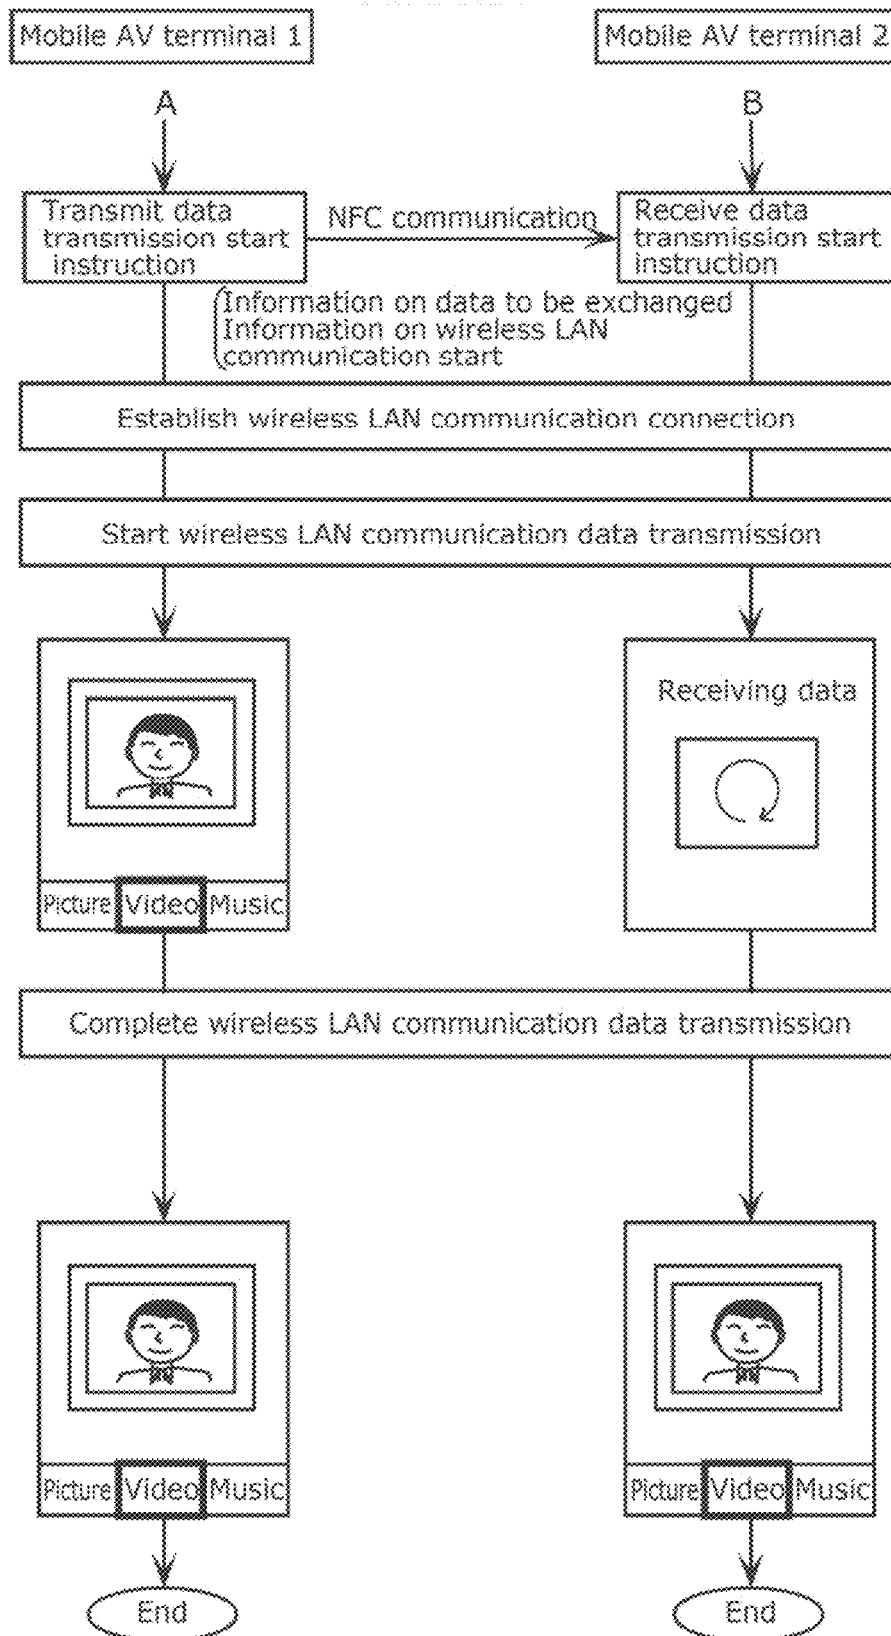 Mobile AV terminal 1
Mobile AV terminal 2
A
B
Transmit data
transmission start
instruction
NFC communication
Receive data
transmission start
instruction
Information on data to be exchanged
Information on wireless LAN
communication start
Establish wireless LAN communication connection
Start wireless LAN communication data transmission
Receiving data
Picture
Video
Music
Complete wireless LAN communication data transmission
Picture
Video
Music
Picture
Video
Music
End
End